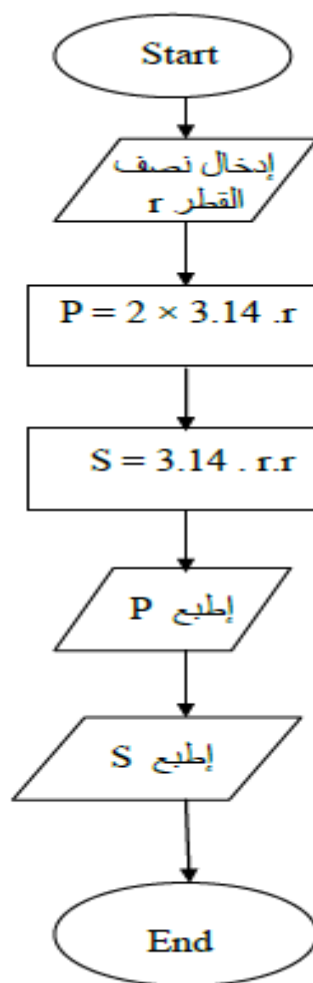 Start
إدخال نصف
القطر r
P = 2 × 3.14 .r
S = 3.14 . r.r
إطبع P
إطبع S
End